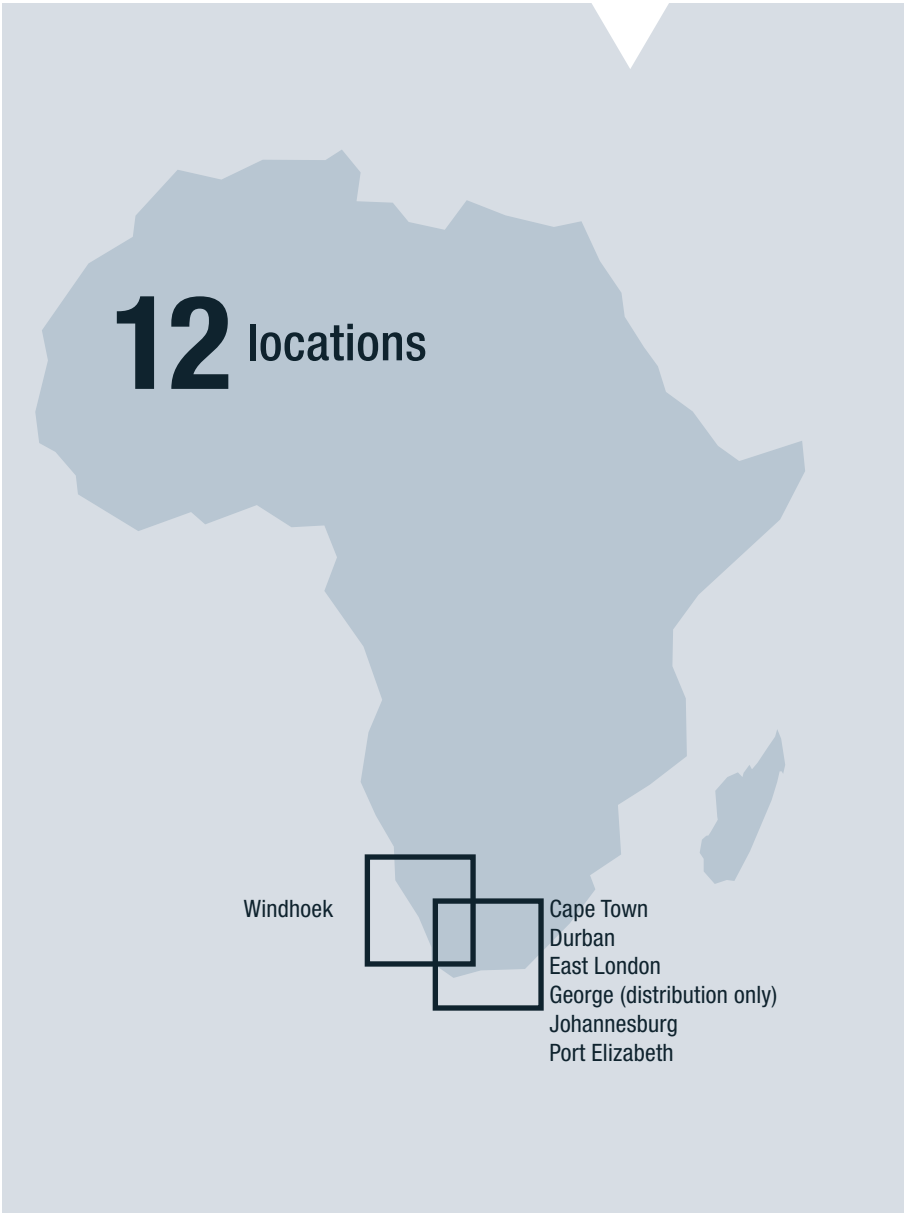 12 locations
Windhoek
Cape Town
Durban
East London
George (distribution only)
Johannesburg
Port Elizabeth